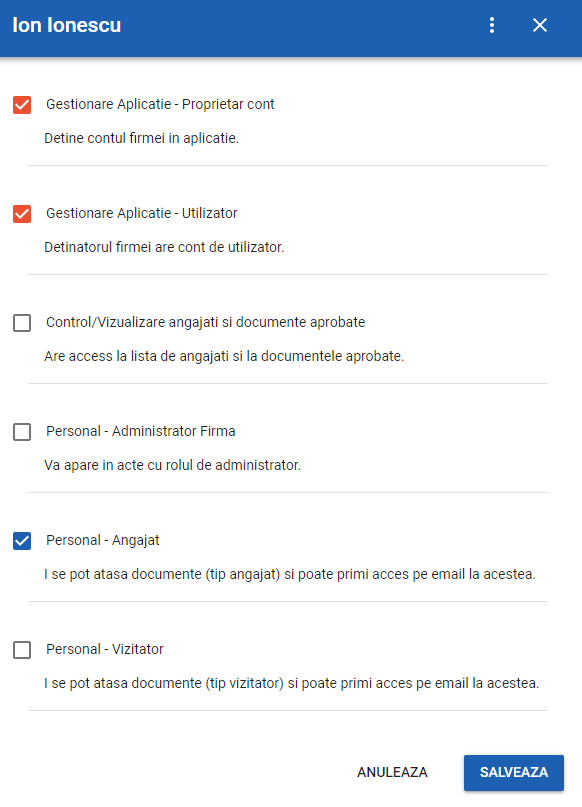 Ion Ionescu
Gestionare Aplicatie - Proprietar cont
Detine contul firmei in aplicatie.
Gestionare Aplicatie - Utilizator
Detinatorul firmei are cont de utilizator.
Control/Vizualizare angajati si documente aprobate
Are access la lista de angajati si la documentele aprobate.
Personal - Administrator Firma
Va apare in acte cu rolul de administrator.
Personal - Angajat
I se pot atasa documente (tip angajat) si poate primi acces pe email la acestea.
Personal - Vizitator
I se pot atasa documente (tip vizitator) si poate primi acces pe email la acestea.
ANULEAZA SALVEAZA